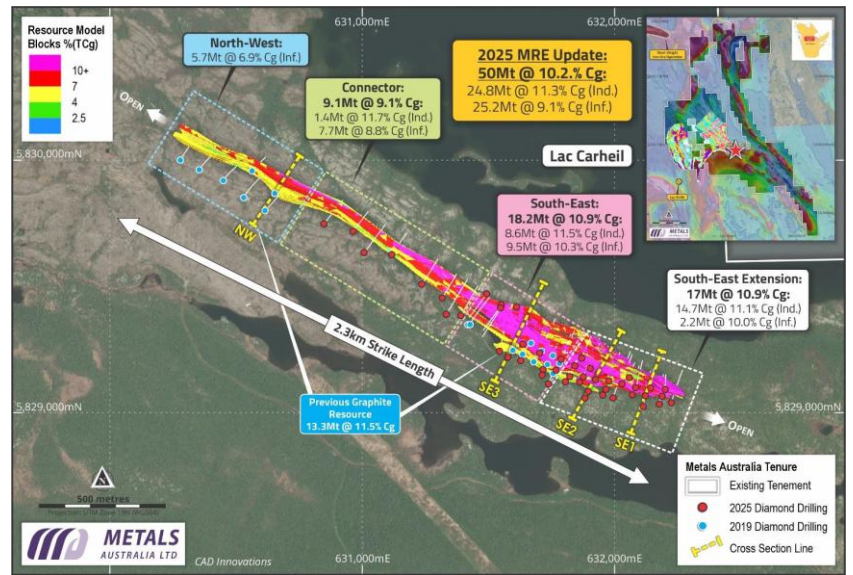 Resource Model
Blocks %(TCg)
10+
7
4
2.5
631,000mE
632,000mE
North-West:
5.7Mt @ 6.9% Cg (Inf.)
Connector:
9.1Mt @ 9.1% Cg:
1.4Mt @ 11.7% Cg (Ind.)
7.7Mt @ 8.8% Cg (Inf.)
2025 MRE Update:
50Mt @ 10.2.% Cg:
24.8Mt @ 11.3% Cg (Ind.)
25.2Mt @ 9.1% Cg (Inf.)
Lac Carheil
OPEN
5,830,000mN
South-East:
18.2Mt @ 10.9% Cg:
8.6Mt @ 11.5% Cg (Ind.)
9.5Mt @ 10.3% Cg (Inf.)
METALS
South-East Extension:
17Mt @ 10.9% Cg:
14.7Mt @ 11.1% Cg (Ind.)
2.2Mt @ 10.0% Cg (Inf.)
NW
2.3km Strike Length
SE3
SE2
SE1
Previous Graphite
Resource
13.3Mt @ 11.5% Cg
5,829,000mN
5,829,000mN
OPEN
500 metres
METALS
AUSTRALIA LTD
CAD Innovations
631,000mE
632,000mE
Metals Australia Tenure
Existing Tenement
2025 Diamond Drilling
2019 Diamond Drilling
Cross Section Line